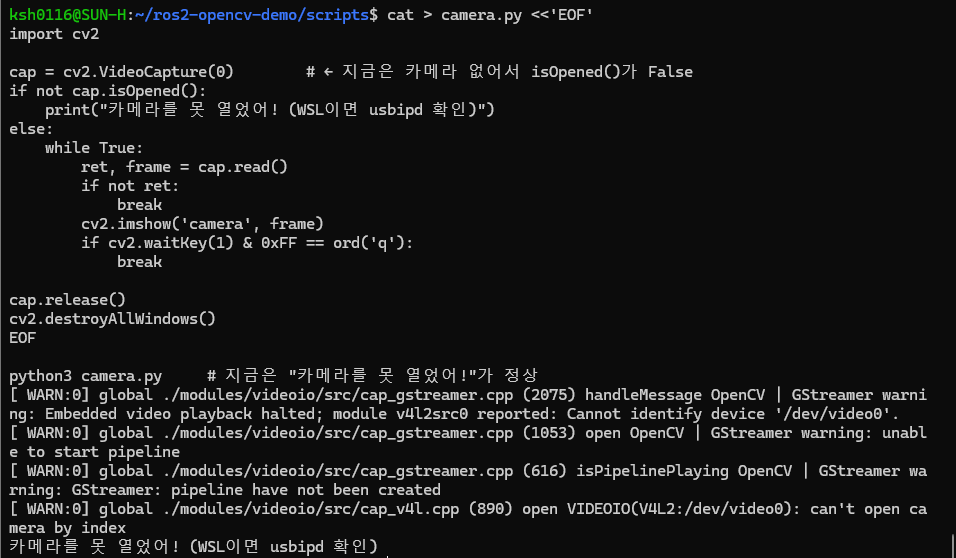 ksh0116@SUN-H:~/ros2-opencv-demo/scripts$ cat > camera.py <<'EOF'
import cv2

cap = cv2.VideoCapture(0)        # ← 지금은 카메라 없어서 isOpened()가 False
if not cap.isOpened():
    print("카메라를 못 열었어! (WSL이면 usbipd 확인)")
else:
    while True:
        ret, frame = cap.read()
        if not ret:
            break
        cv2.imshow('camera', frame)
        if cv2.waitKey(1) & 0xFF == ord('q'):
            break

cap.release()
cv2.destroyAllWindows()
EOF

python3 camera.py     # 지금은 "카메라를 못 열었어!"가 정상
[ WARN:0] global ./modules/videoio/src/cap_gstreamer.cpp (2075) handleMessage OpenCV | GStreamer warni
ng: Embedded video playback halted; module v4l2src0 reported: Cannot identify device '/dev/video0'.
[ WARN:0] global ./modules/videoio/src/cap_gstreamer.cpp (1053) open OpenCV | GStreamer warning: unabl
e to start pipeline
[ WARN:0] global ./modules/videoio/src/cap_gstreamer.cpp (616) isPipelinePlaying OpenCV | GStreamer wa
rning: GStreamer: pipeline have not been created
[ WARN:0] global ./modules/videoio/src/cap_v4l.cpp (890) open VIDEOIO(V4L2:/dev/video0): can't open ca
mera by index
카메라를 못 열었어! (WSL이면 usbipd 확인)